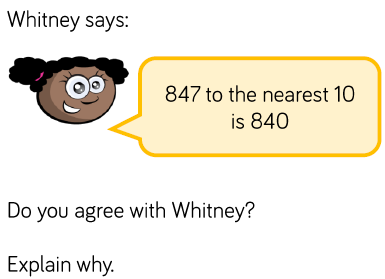 Whitney says:
847 to the nearest 10
is 840
Do you agree with Whitney?
Explain why.